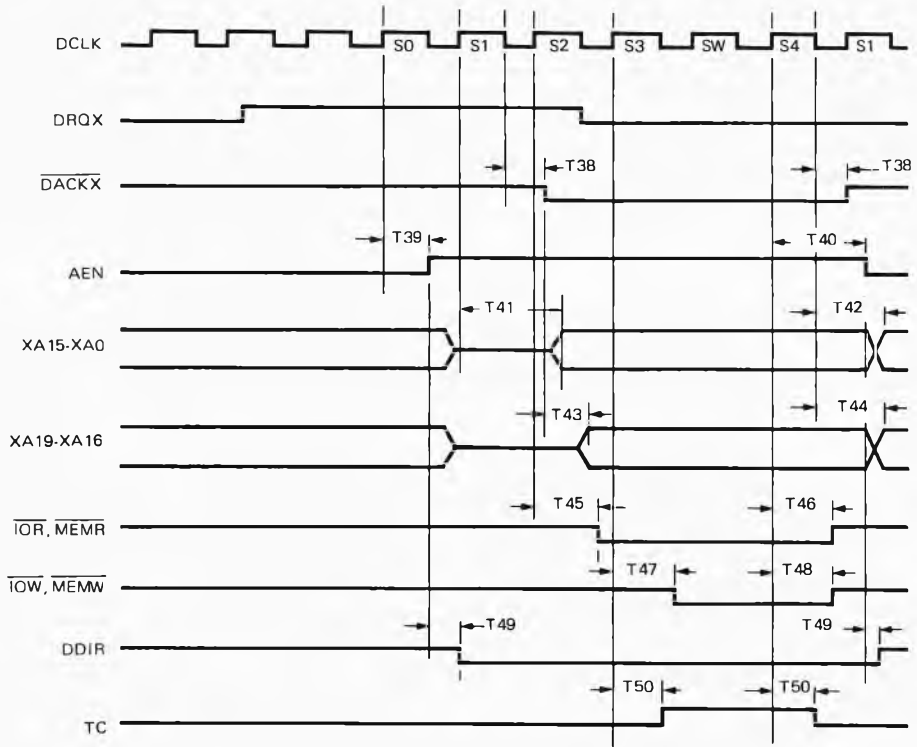 DCLK S0 S1 S2 S3 SW S4 S1
DRQX
DACKX T38 T38
T39 T40
AEN
T41 T42
XA15-XA0
T43 T44
XA19-XA16
T45 T46
IOR, MEMR
T47 T48
IOW, MEMW
T49 T49
DDIR
T50 T50
TC